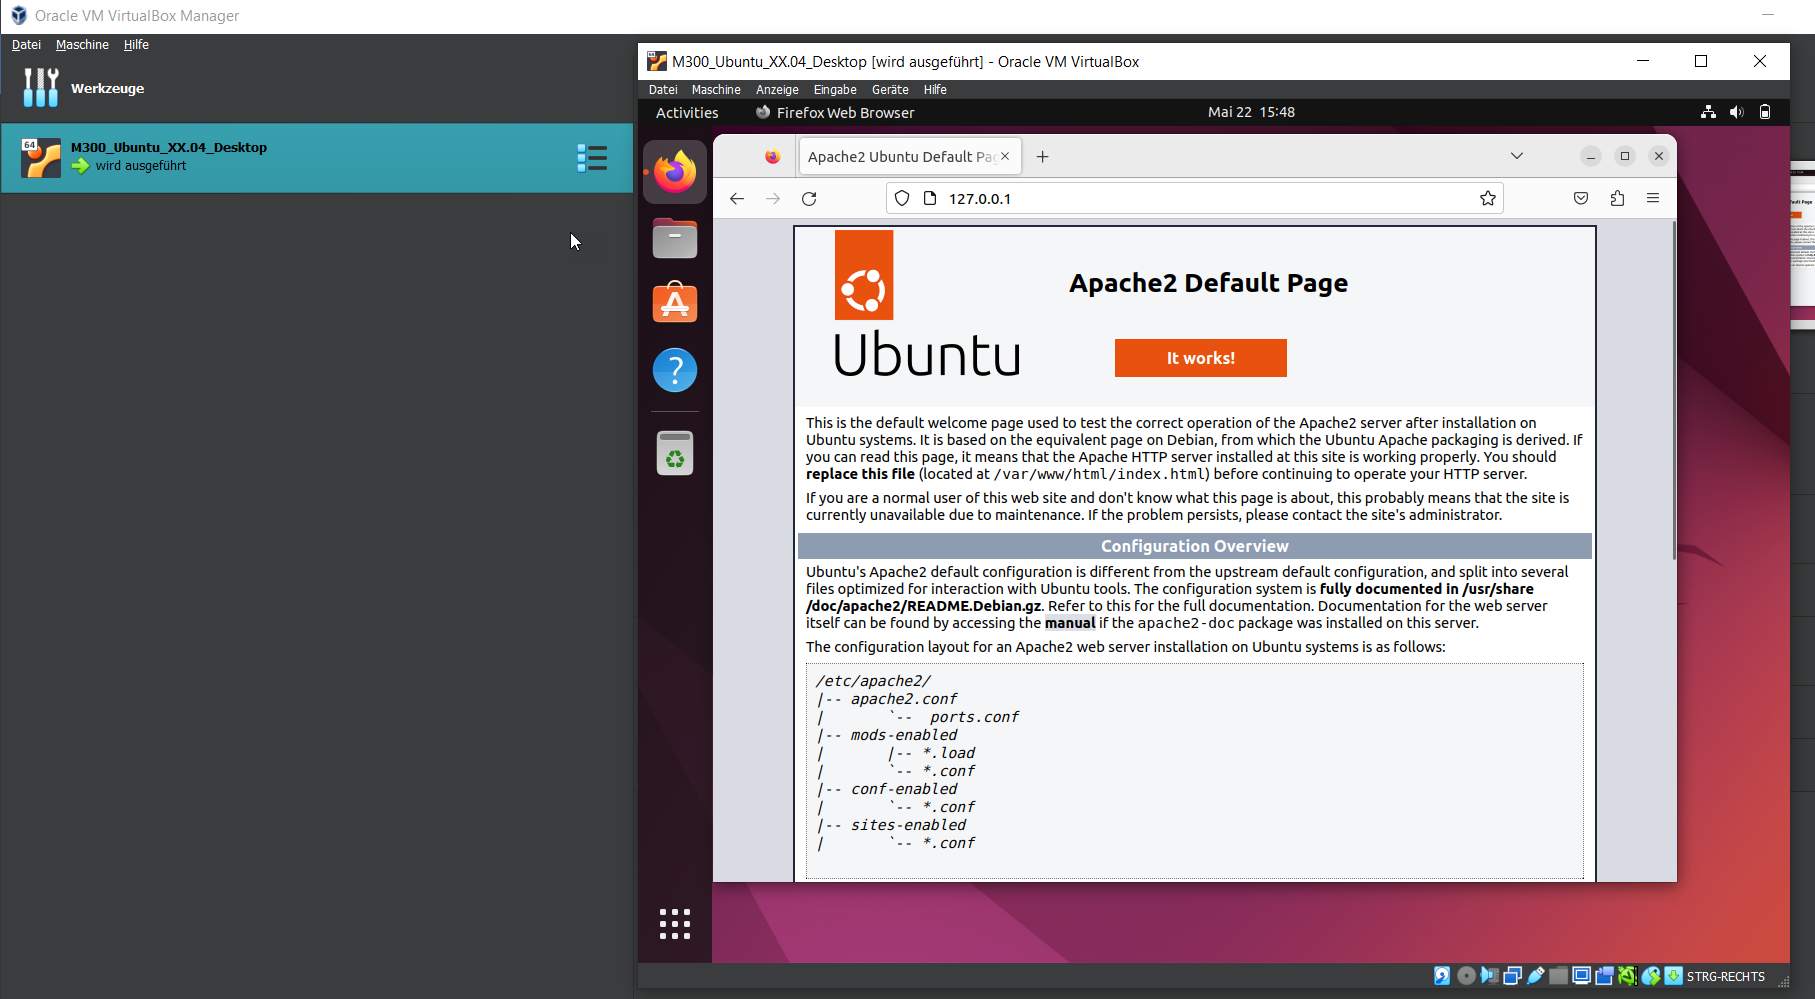 Oracle VM VirtualBox Manager
Datei Maschine Hilfe
Werkzeuge
64
M300_Ubuntu_XX.04_Desktop
wird ausgeführt
M300_Ubuntu_XX.04_Desktop [wird ausgeführt] - Oracle VM VirtualBox
Datei Maschine Anzeige Eingabe Geräte Hilfe
Activities Firefox Web Browser Mai 22 15:48
Apache2 Ubuntu Default Pag
127.0.0.1
Ubuntu
Apache2 Default Page
It works!
This is the default welcome page used to test the correct operation of the Apache2 server after installation on
Ubuntu systems. It is based on the equivalent page on Debian, from which the Ubuntu Apache packaging is derived. If
you can read this page, it means that the Apache HTTP server installed at this site is working properly. You should
replace this file (located at /var/www/html/index.html) before continuing to operate your HTTP server.
If you are a normal user of this web site and don't know what this page is about, this probably means that the site is
currently unavailable due to maintenance. If the problem persists, please contact the site's administrator.
Configuration Overview
Ubuntu's Apache2 default configuration is different from the upstream default configuration, and split into several
files optimized for interaction with Ubuntu tools. The configuration system is fully documented in /usr/share
/doc/apache2/README.Debian.gz. Refer to this for the full documentation. Documentation for the web server
itself can be found by accessing the manual if the apache2-doc package was installed on this server.
The configuration layout for an Apache2 web server installation on Ubuntu systems is as follows:
/etc/apache2/
|-- apache2.conf
|       `--  ports.conf
|-- mods-enabled
|       |-- *.load
|       `-- *.conf
|-- conf-enabled
|       `-- *.conf
|-- sites-enabled
|       `-- *.conf
STRG-RECHTS